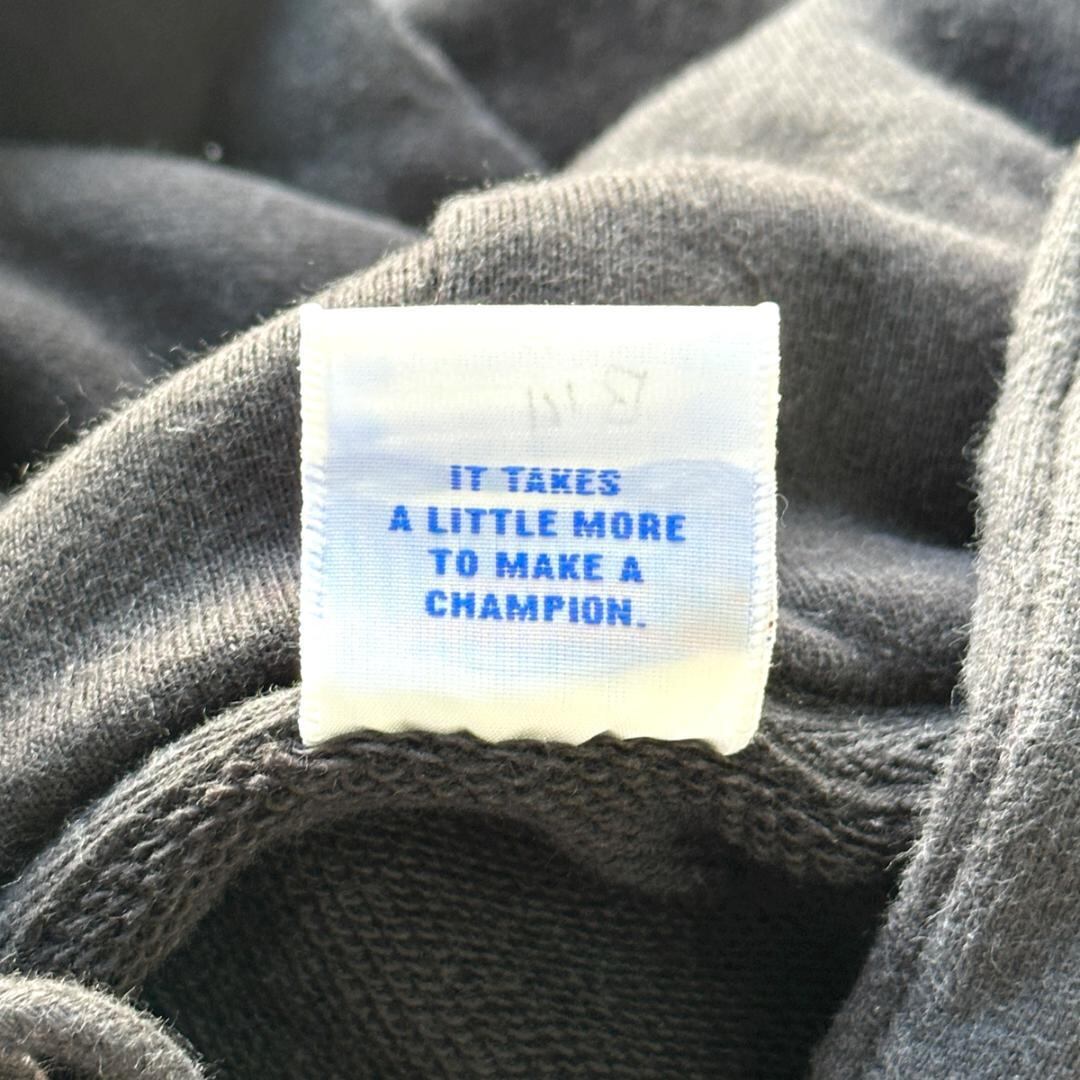 IT TAKES
A LITTLE MORE
TO MAKE A
CHAMPION.